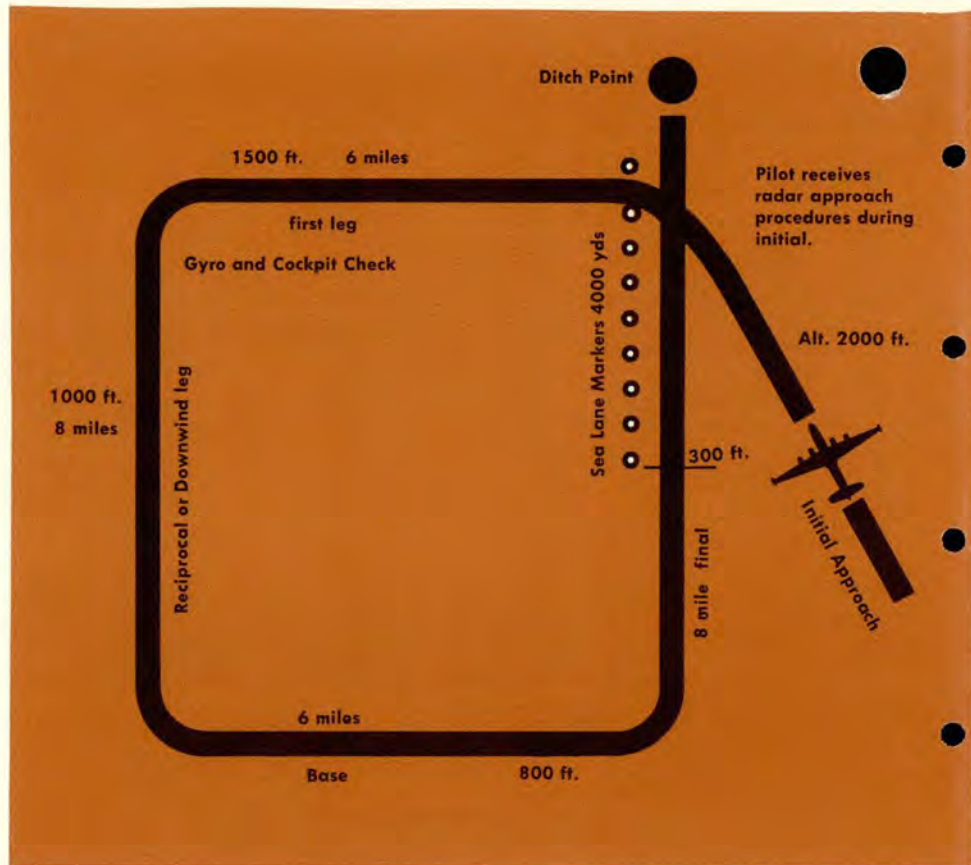 Ditch Point
1500 ft. 6 miles
first leg
Gyro and Cockpit Check
Pilot receives
radar approach
procedures during
initial.
Sea Lane Markers 4000 yds
Alt. 2000 ft.
1000 ft.
8 miles
Reciprocal or Downwind leg
300 ft.
Initial Approach
8 mile final
6 miles
Base 800 ft.